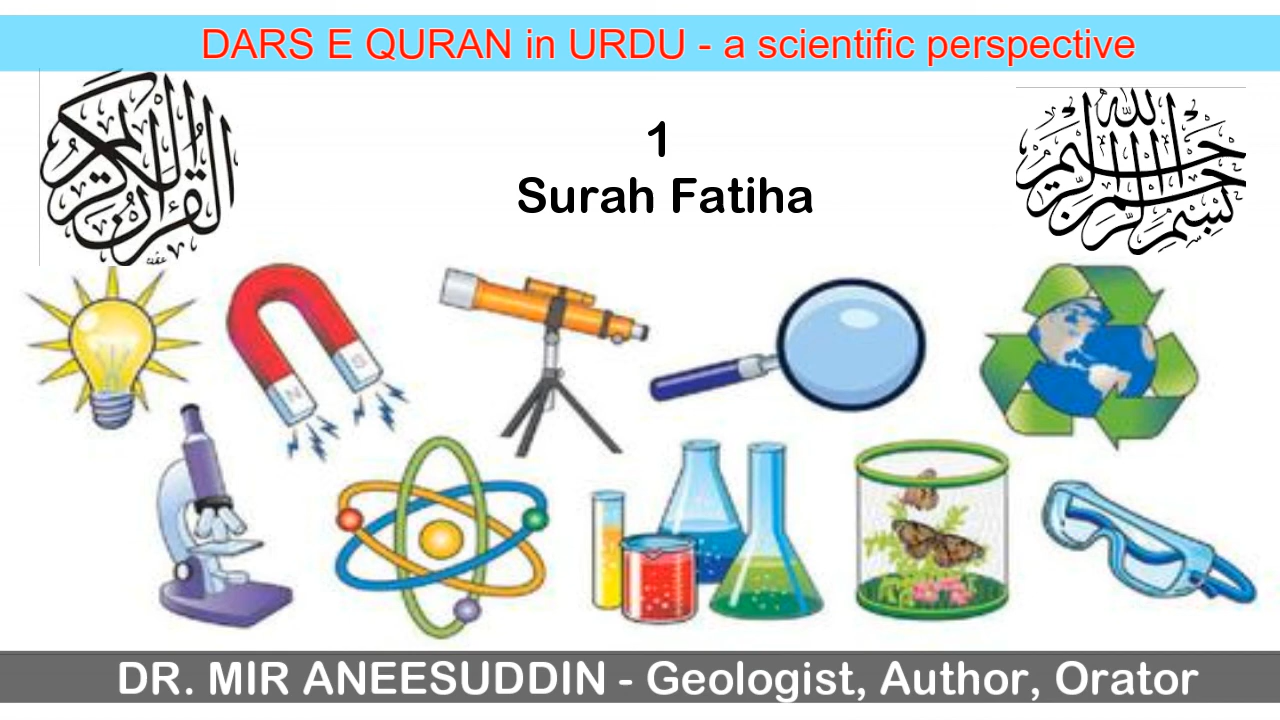 DARS E QURAN in URDU - a scientific perspective
القرآن الكريم
بسم الله الرحمن الرحيم
1
Surah Fatiha
N
S
DR. MIR ANEESUDDIN - Geologist, Author, Orator